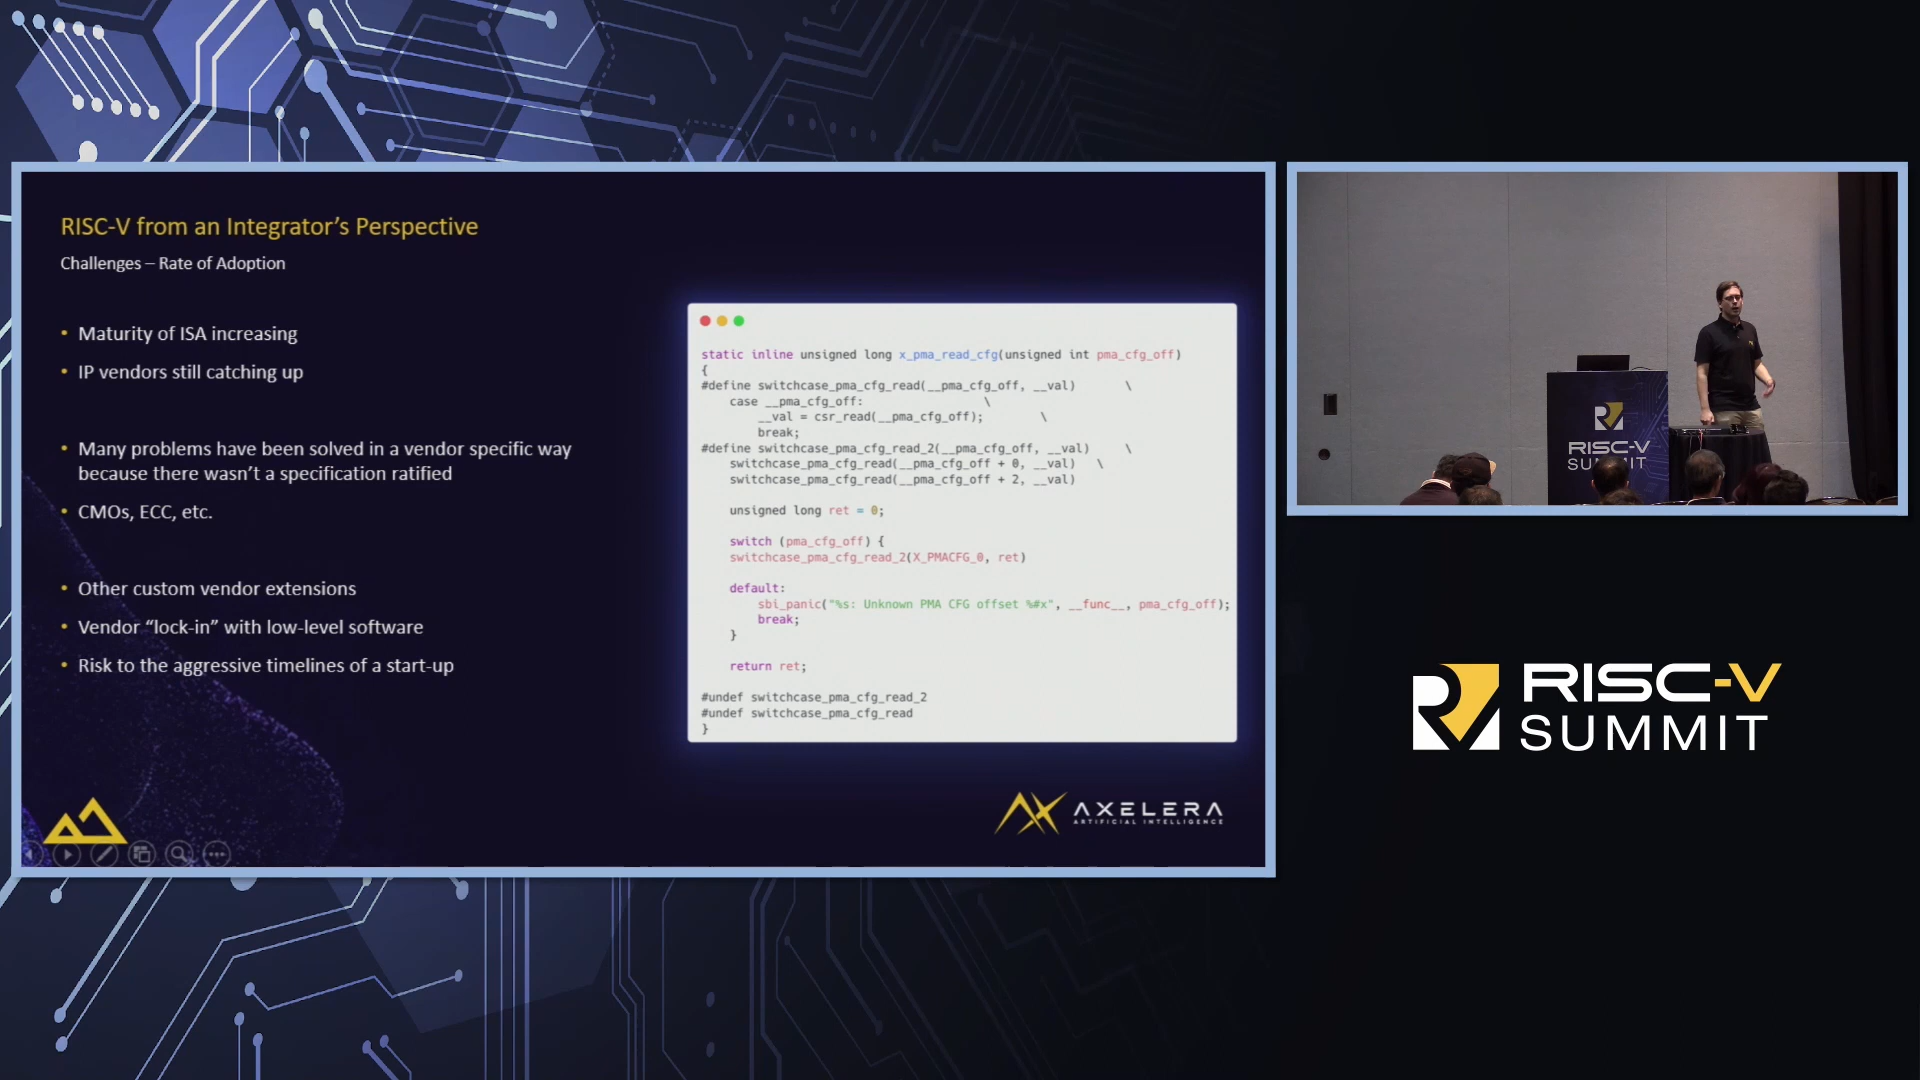 RISC-V from an Integrator’s Perspective
Challenges – Rate of Adoption
• Maturity of ISA increasing
• IP vendors still catching up
• Many problems have been solved in a vendor specific way
because there wasn’t a specification ratified
• CMOs, ECC, etc.
• Other custom vendor extensions
• Vendor “lock-in” with low-level software
• Risk to the aggressive timelines of a start-up
static inline unsigned long x_pma_read_cfg(unsigned int pma_cfg_off)
{
#define switchcase_pma_cfg_read(__pma_cfg_off, __val) \
case __pma_cfg_off: \
__val = csr_read(__pma_cfg_off); \
break;
#define switchcase_pma_cfg_read_2(__pma_cfg_off, __val) \
switchcase_pma_cfg_read(__pma_cfg_off + 0, __val) \
switchcase_pma_cfg_read(__pma_cfg_off + 2, __val)
unsigned long ret = 0;
switch (pma_cfg_off) {
switchcase_pma_cfg_read_2(X_PMACFG_0, ret)
default:
sbi_panic("%s: Unknown PMA CFG offset %#x", __func__, pma_cfg_off);
break;
}
return ret;
#undef switchcase_pma_cfg_read_2
#undef switchcase_pma_cfg_read
}
AXELERA
ARTIFICIAL INTELLIGENCE
RISC-V
SUMMIT
RISC-V
SUMMIT